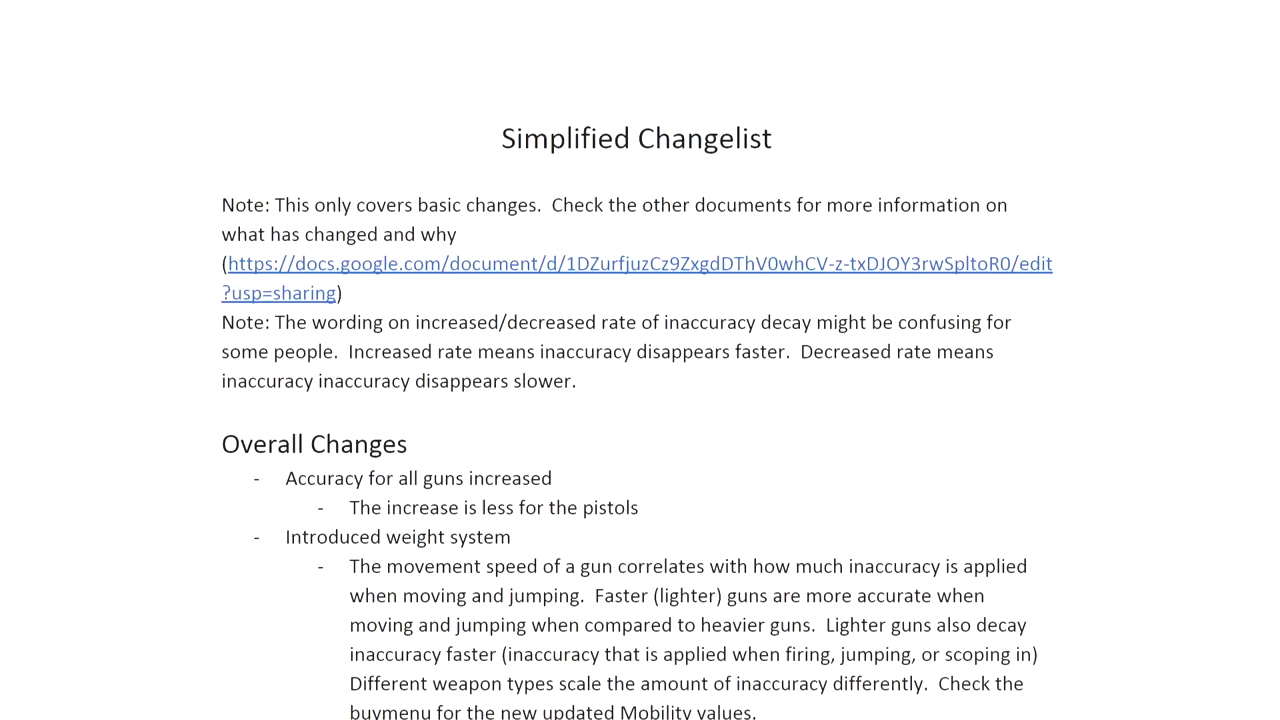 Simplified Changelist
Note: This only covers basic changes.  Check the other documents for more information on
what has changed and why
(https://docs.google.com/document/d/1DZurfjuzCz9ZxgdDThV0whCV-z-txDJOY3rwSpltoR0/edit
?usp=sharing)
Note: The wording on increased/decreased rate of inaccuracy decay might be confusing for
some people.  Increased rate means inaccuracy disappears faster.  Decreased rate means
inaccuracy inaccuracy disappears slower.
Overall Changes
- Accuracy for all guns increased
- The increase is less for the pistols
- Introduced weight system
- The movement speed of a gun correlates with how much inaccuracy is applied
when moving and jumping.  Faster (lighter) guns are more accurate when
moving and jumping when compared to heavier guns.  Lighter guns also decay
inaccuracy faster (inaccuracy that is applied when firing, jumping, or scoping in)
Different weapon types scale the amount of inaccuracy differently.  Check the
buymenu for the new updated Mobility values.